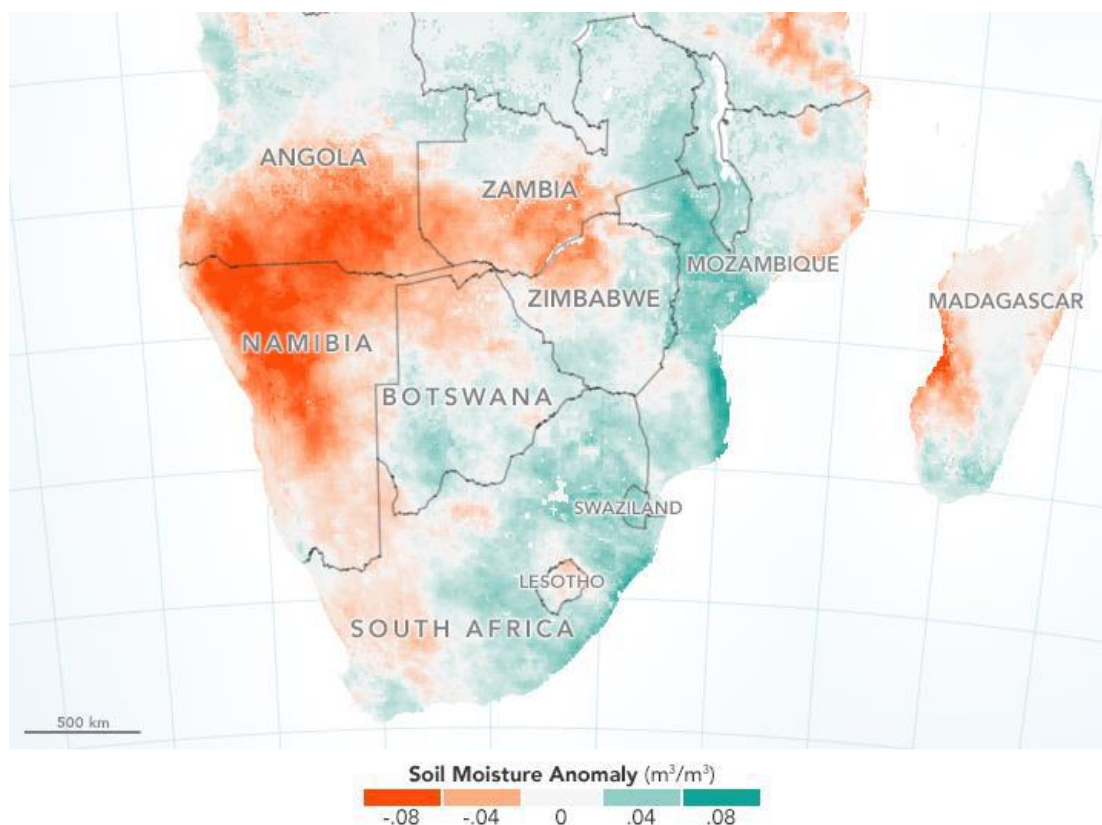 ANGOLA
ZAMBIA
MOZAMBIQUE
ZIMBABWE
MADAGASCAR
NAMIBIA
BOTSWANA
SWAZILAND
LESOTHO
SOUTH AFRICA
500 km
Soil Moisture Anomaly (m³/m³)
-.08 -.04 0 .04 .08